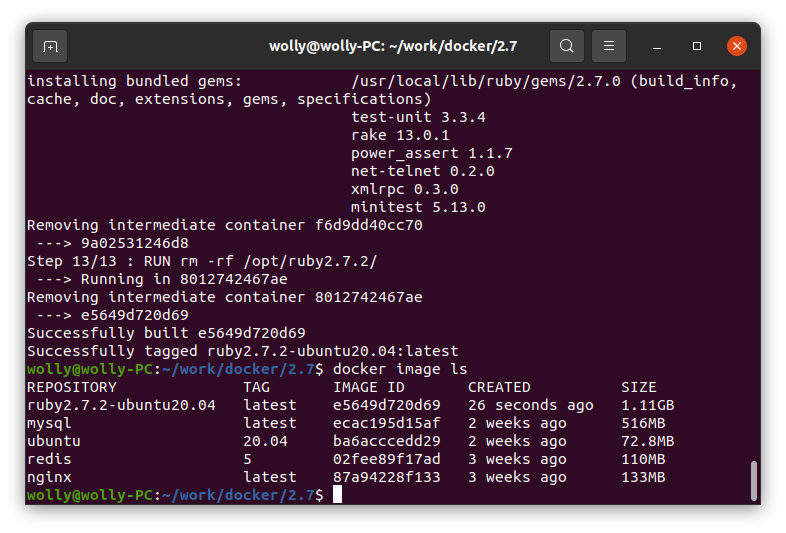 wolly@wolly-PC: ~/work/docker/2.7
installing bundled gems:            /usr/local/lib/ruby/gems/2.7.0 (build_info,
cache, doc, extensions, gems, specifications)
                                    test-unit 3.3.4
                                    rake 13.0.1
                                    power_assert 1.1.7
                                    net-telnet 0.2.0
                                    xmlrpc 0.3.0
                                    minitest 5.13.0
Removing intermediate container f6d9dd40cc70
 ---> 9a02531246d8
Step 13/13 : RUN rm -rf /opt/ruby2.7.2/
 ---> Running in 8012742467ae
Removing intermediate container 8012742467ae
 ---> e5649d720d69
Successfully built e5649d720d69
Successfully tagged ruby2.7.2-ubuntu20.04:latest
wolly@wolly-PC:~/work/docker/2.7$ docker image ls
REPOSITORY              TAG       IMAGE ID       CREATED          SIZE
ruby2.7.2-ubuntu20.04   latest    e5649d720d69   26 seconds ago   1.11GB
mysql                   latest    ecac195d15af   2 weeks ago      516MB
ubuntu                  20.04     ba6acccedd29   2 weeks ago      72.8MB
redis                   5         02fee89f17ad   3 weeks ago      110MB
nginx                   latest    87a94228f133   3 weeks ago      133MB
wolly@wolly-PC:~/work/docker/2.7$